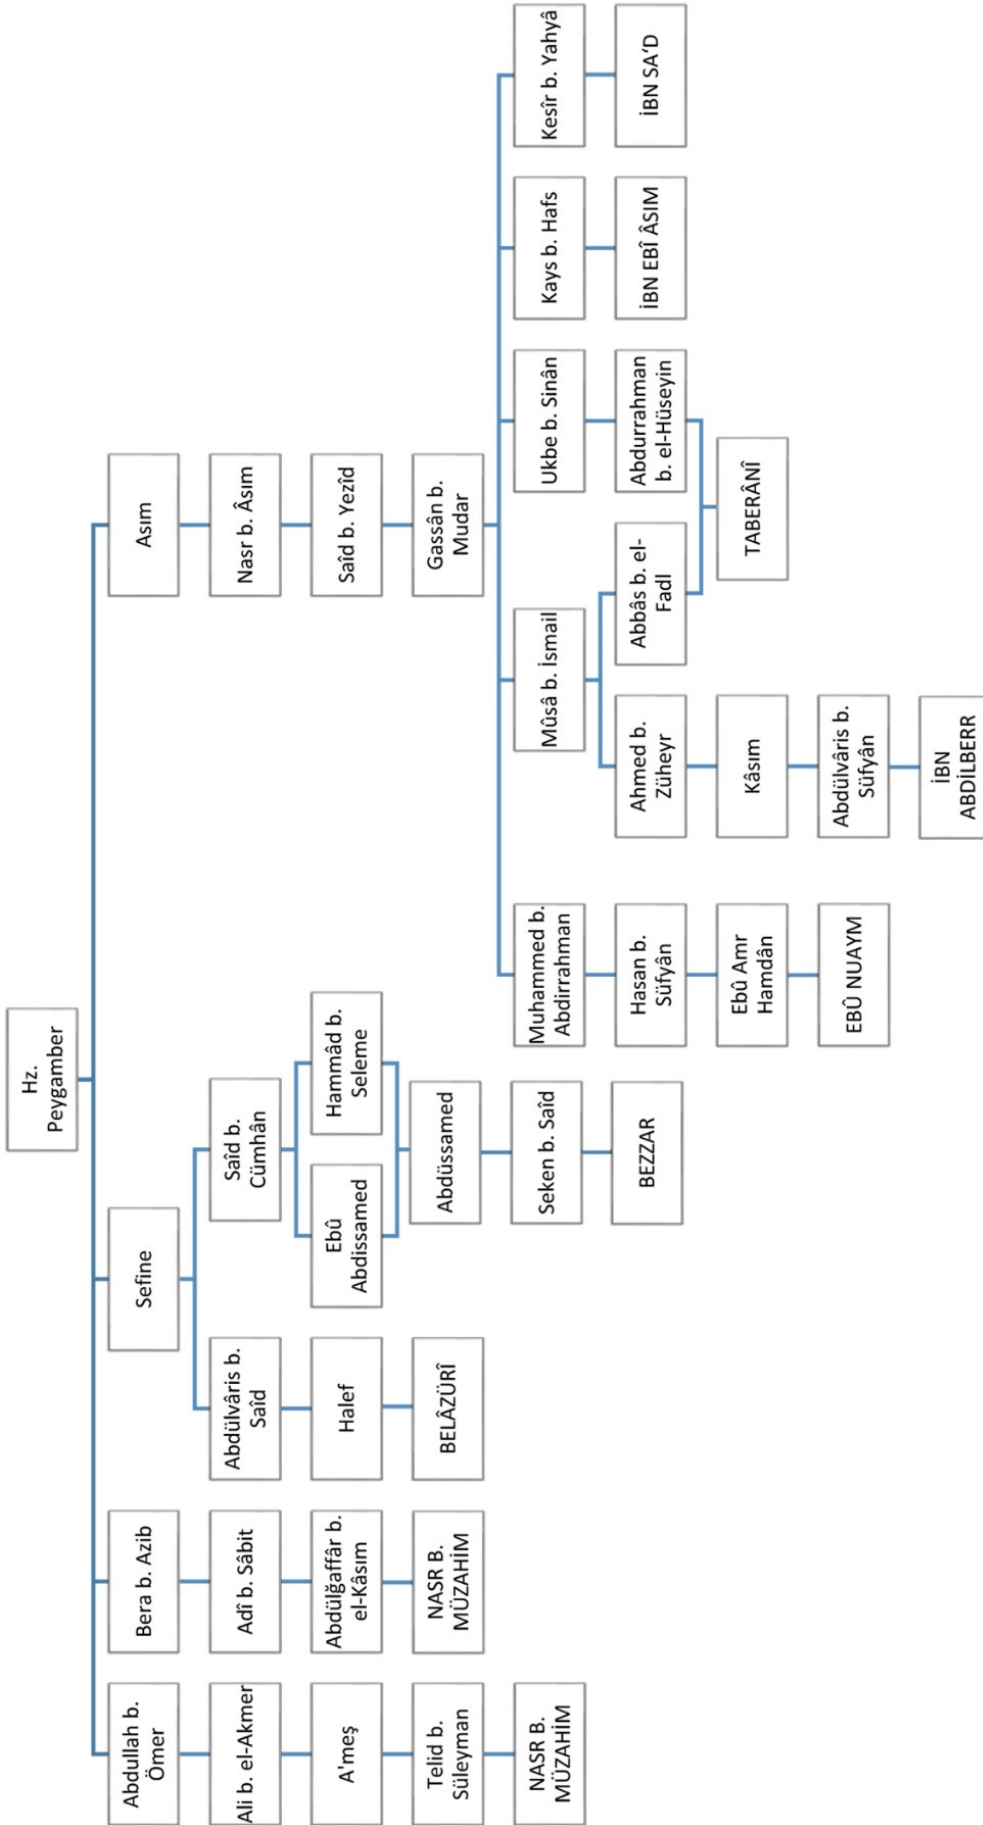 Hz.
Peygamber
Abdullah b.
Ömer
Bera b. Azib
Sefine
Asım
Ali b. el-Akmer
Adî b. Sâbit
Abdülvâris b.
Saîd
Saîd b.
Cümhân
Nasr b. Âsım
A'meş
Abdülğaffâr b.
el-Kâsım
Halef
Ebû
Abdissamed
Hammâd b.
Seleme
Saîd b. Yezîd
Telid b.
Süleyman
NASR B.
MÜZAHİM
BELÂZÜRÎ
Abdüssamed
Gassân b.
Mudar
NASR B.
MÜZAHİM
Seken b. Saîd
Muhammed b.
Abdirrahman
Mûsâ b. İsmail
Ukbe b. Sinân
Kays b. Hafs
Kesîr b. Yahyâ
BEZZAR
Hasan b.
Süfyân
Ahmed b.
Züheyr
Abbâs b. el-
Fadl
Abdurrahman
b. el-Hüseyin
İBN EBÎ ÂSIM
İBN SA'D
Ebû Amr
Hamdân
Kâsım
TABERÂNÎ
EBÛ NUAYM
Abdülvâris b.
Süfyân
İBN
ABDİLBERR